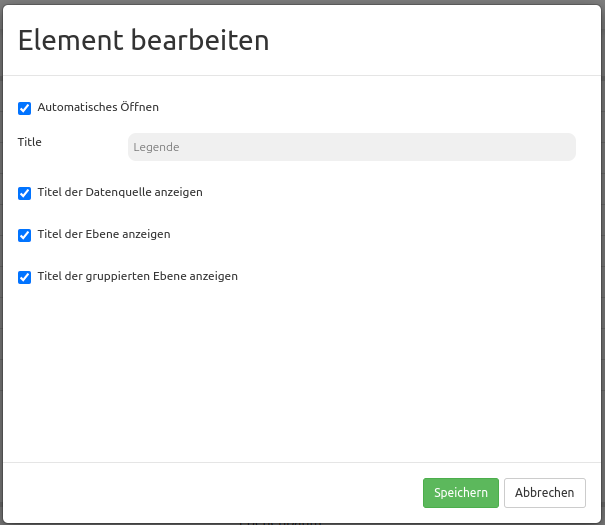 Element bearbeiten
Automatisches Öffnen
Title
Legende
Titel der Datenquelle anzeigen
Titel der Ebene anzeigen
Titel der gruppierten Ebene anzeigen
Speichern
Abbrechen